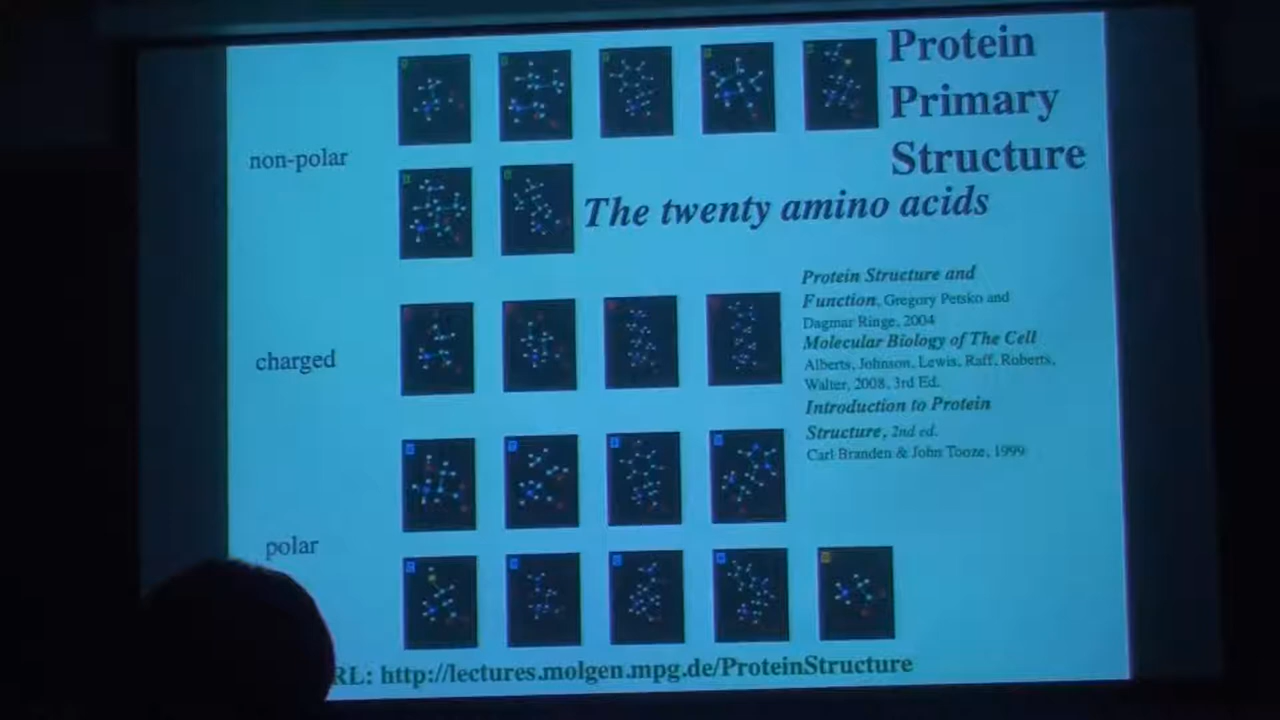 Protein
Primary
Structure
non-polar
The twenty amino acids
Protein Structure and
Function, Gregory Petsko and
Dagmar Ringe, 2004
Molecular Biology of The Cell
Alberts, Johnson, Lewis, Raff, Roberts,
Walter, 2008, 3rd Ed.
Introduction to Protein
Structure, 2nd ed.
Carl Branden & John Tooze, 1999
charged
polar
RL: http://lectures.molgen.mpg.de/ProteinStructure